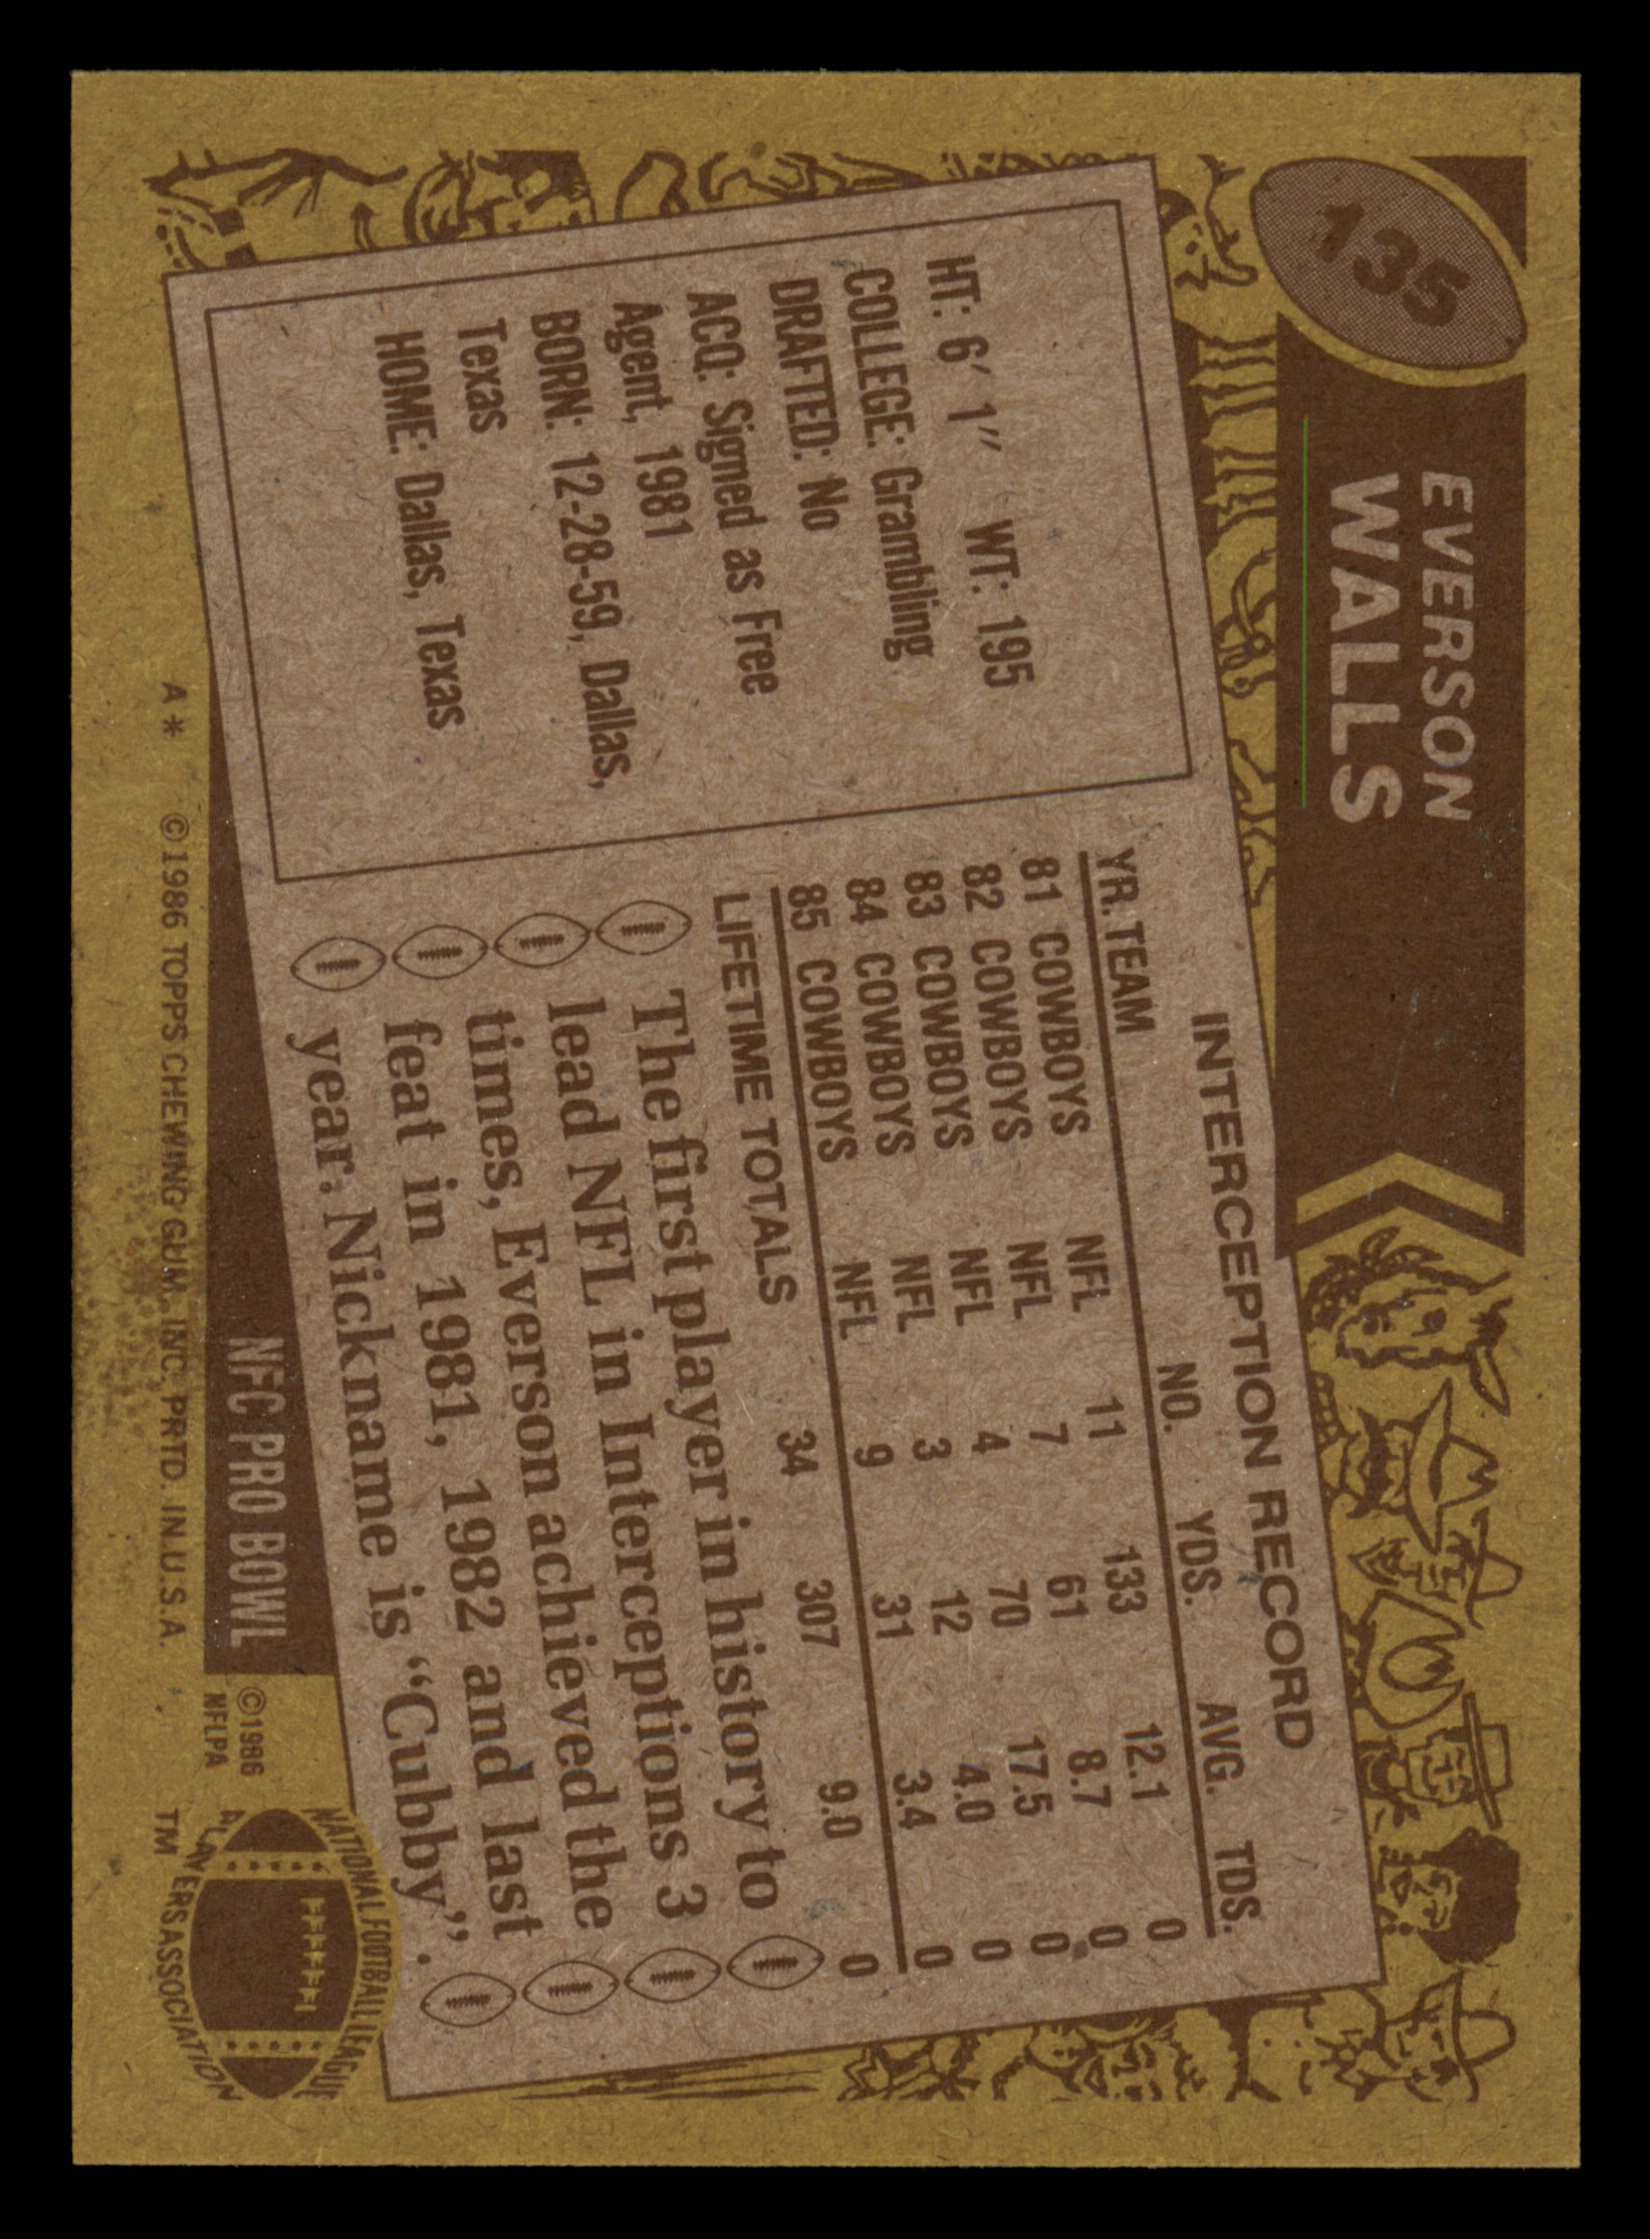 135
EVERSON
WALLS
HT: 6' 1" WT: 195
COLLEGE: Grambling
DRAFTED: No
ACQ: Signed as Free
Agent, 1981
BORN: 12-28-59, Dallas,
Texas
HOME: Dallas, Texas
INTERCEPTION RECORD
YR. TEAM NO. YDS. AVG. TDS.
81 COWBOYS NFL 11 133 12.1 0
82 COWBOYS NFL 7 61 8.7 0
83 COWBOYS NFL 4 70 17.5 0
84 COWBOYS NFL 3 12 4.0 0
85 COWBOYS NFL 9 31 3.4 0
LIFETIME TOTALS 34 307 9.0 0
The first player in history to
lead NFL in Interceptions 3
times, Everson achieved the
feat in 1981, 1982 and last
year. Nickname is “Cubby”.
NFC PRO BOWL
©1986
NFLPA
NATIONAL FOOTBALL LEAGUE
PLAYERS ASSOCIATION
TM
A* ©1986 TOPPS CHEWING GUM, INC. PRTD. IN U.S.A.